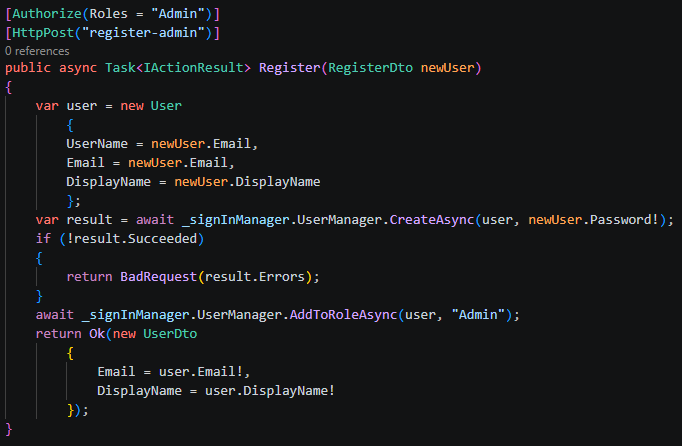 [Authorize(Roles = "Admin")]
[HttpPost("register-admin")]
0 references
public async Task<IActionResult> Register(RegisterDto newUser)
{
    var user = new User
        {
        UserName = newUser.Email,
        Email = newUser.Email,
        DisplayName = newUser.DisplayName
        };
    var result = await _signInManager.UserManager.CreateAsync(user, newUser.Password!);
    if (!result.Succeeded)
    {
        return BadRequest(result.Errors);
    }
    await _signInManager.UserManager.AddToRoleAsync(user, "Admin");
    return Ok(new UserDto
        {
            Email = user.Email!,
            DisplayName = user.DisplayName!
        });
}